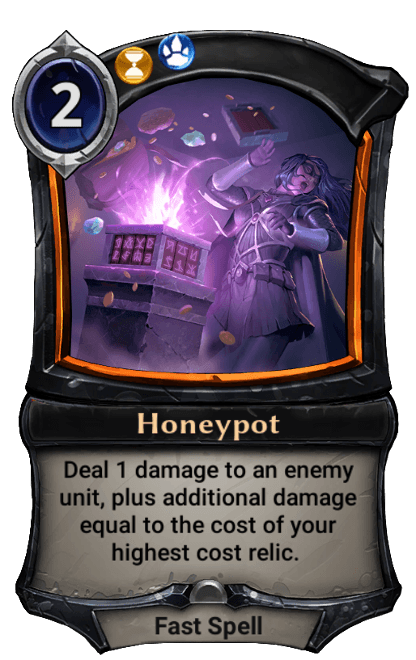 2
Honeypot
Deal 1 damage to an enemy
unit, plus additional damage
equal to the cost of your
highest cost relic.
Fast Spell